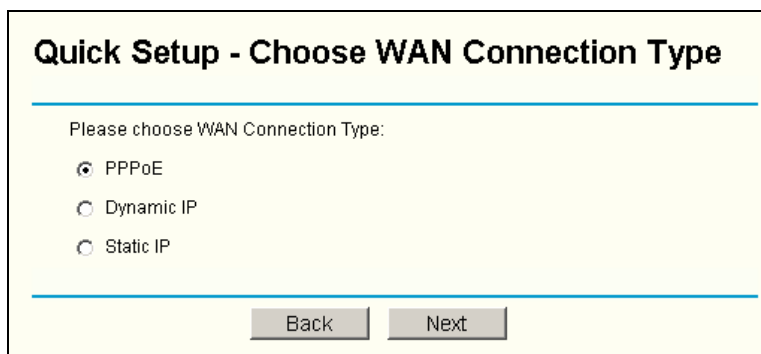 Quick Setup - Choose WAN Connection Type
Please choose WAN Connection Type:
PPPoE
Dynamic IP
Static IP
Back Next